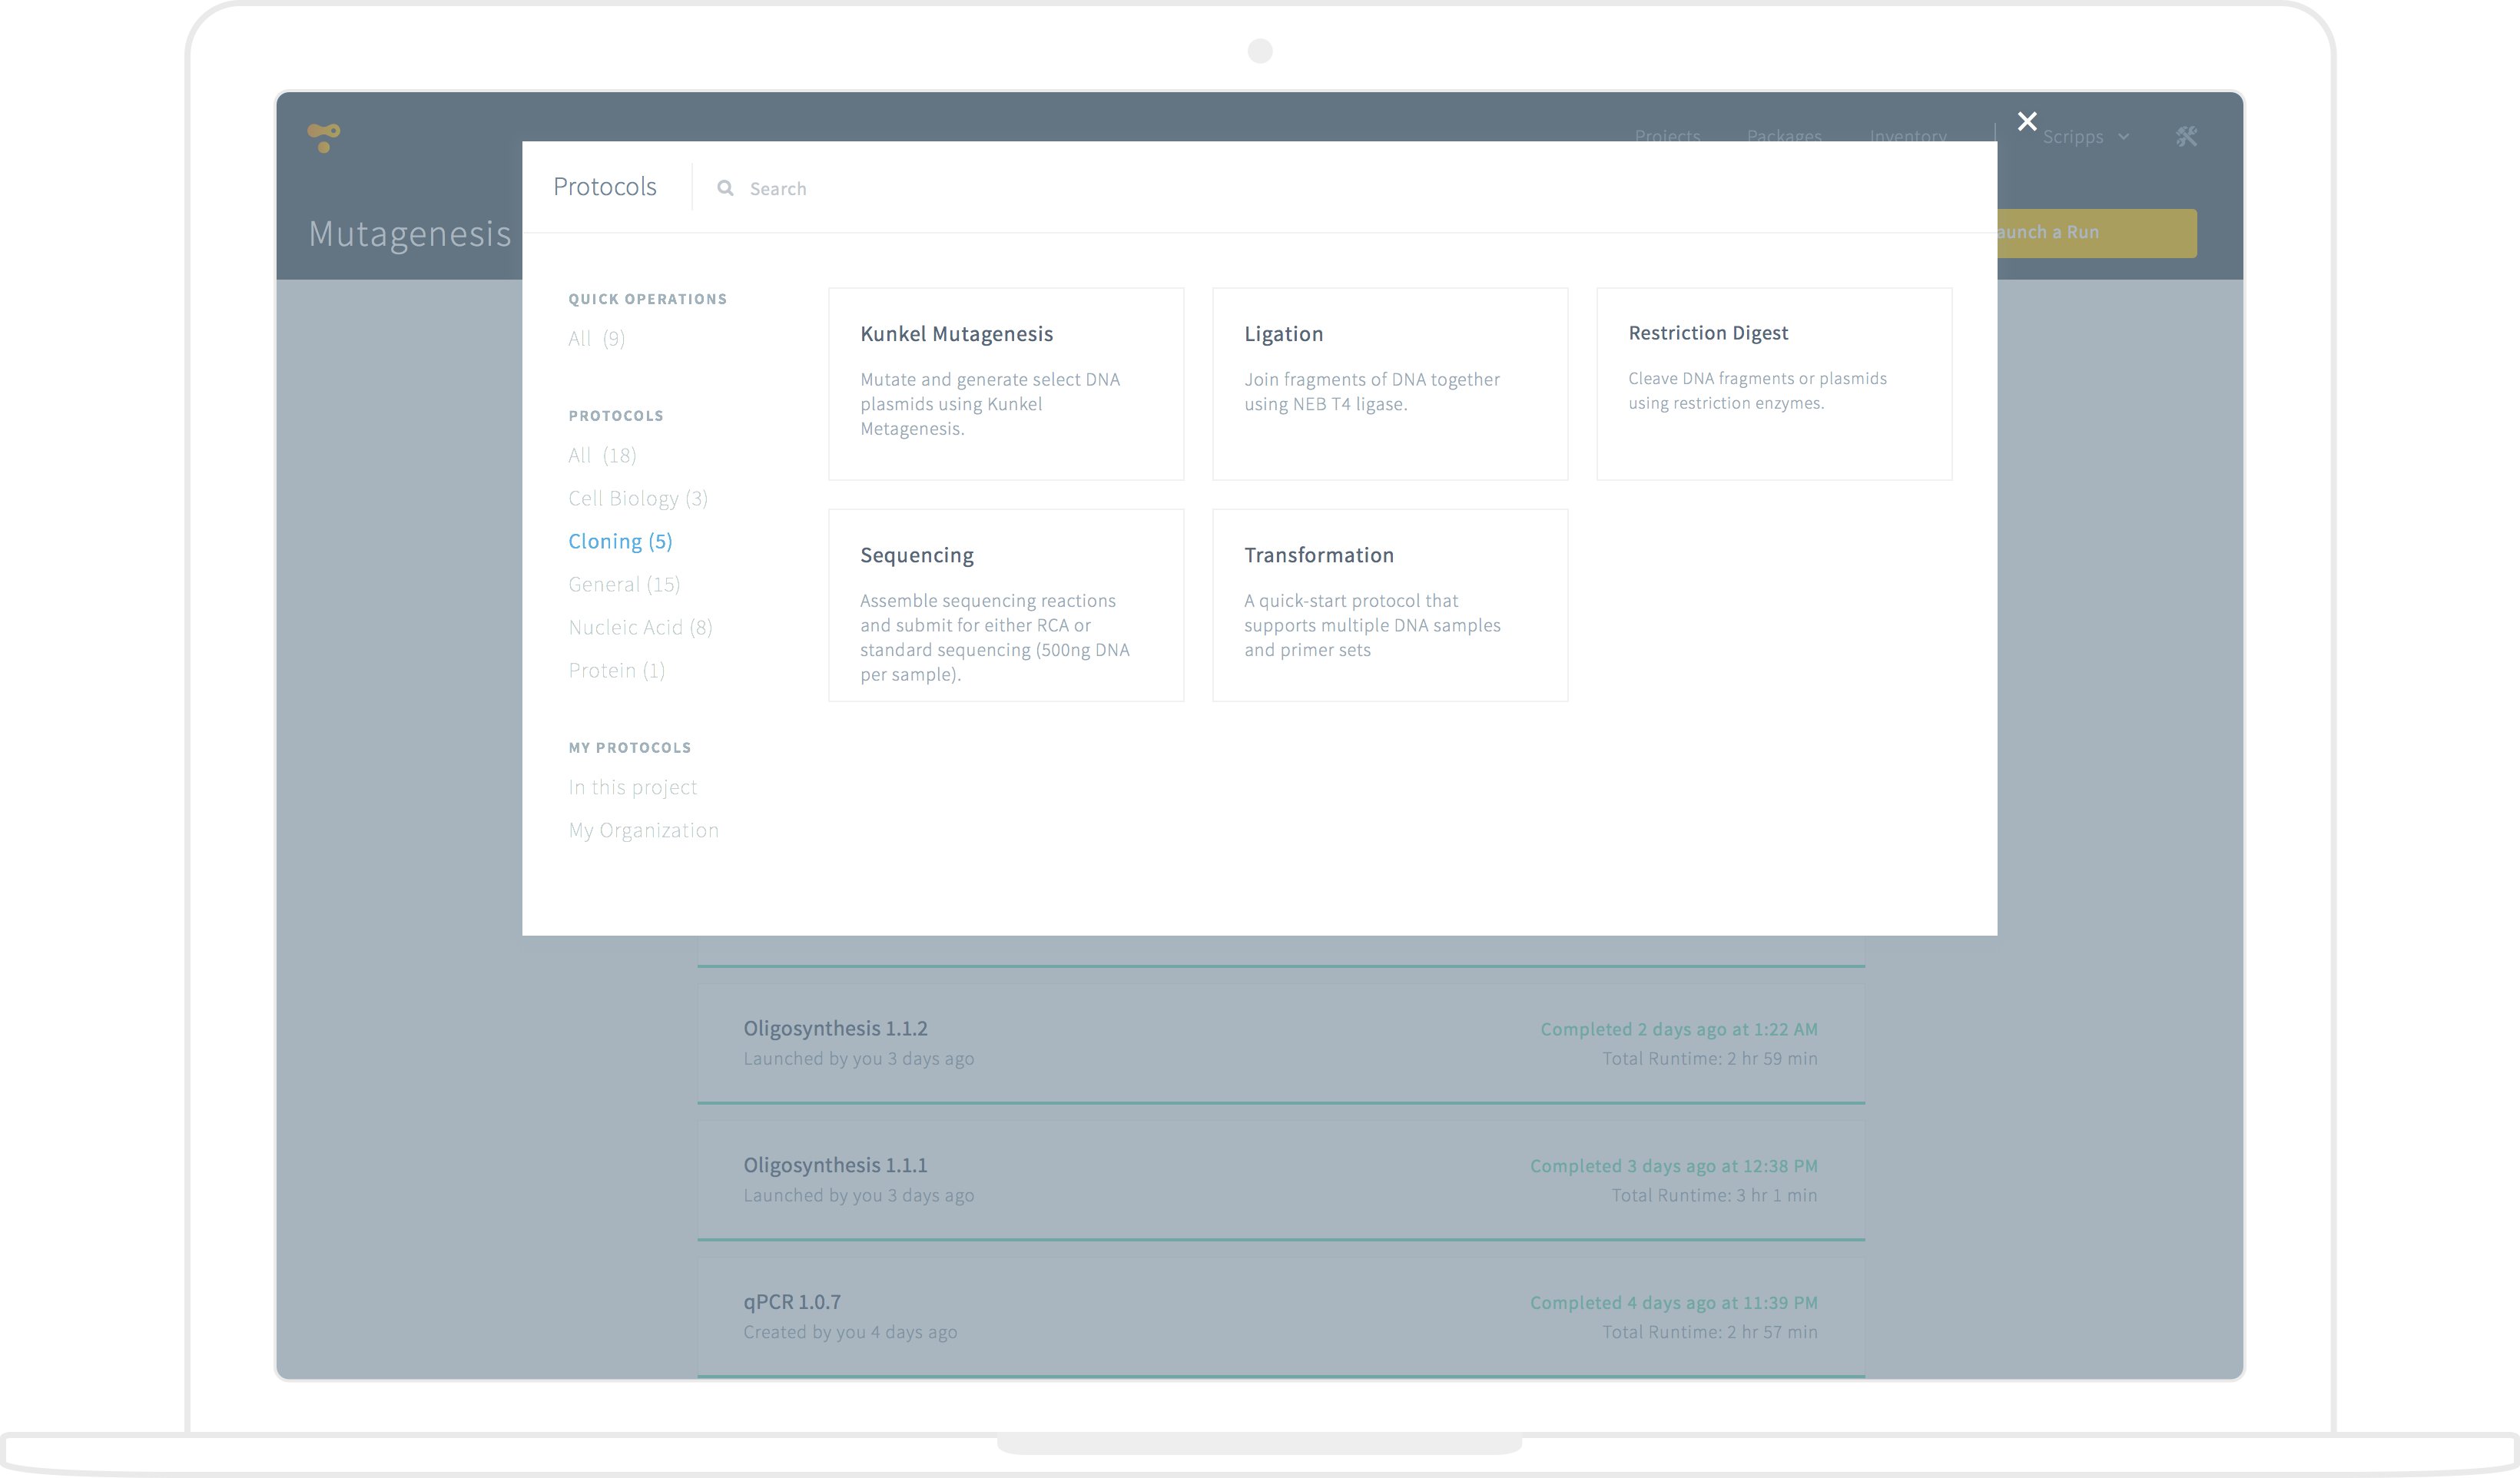 Projects Packages Inventory Scripps
Mutagenesis
aunch a Run
Protocols
Search
QUICK OPERATIONS
All (9)
PROTOCOLS
All (18)
Cell Biology (3)
Cloning (5)
General (15)
Nucleic Acid (8)
Protein (1)
MY PROTOCOLS
In this project
My Organization
Kunkel Mutagenesis
Mutate and generate select DNA
plasmids using Kunkel
Metagenesis.
Ligation
Join fragments of DNA together
using NEB T4 ligase.
Restriction Digest
Cleave DNA fragments or plasmids
using restriction enzymes.
Sequencing
Assemble sequencing reactions
and submit for either RCA or
standard sequencing (500ng DNA
per sample).
Transformation
A quick-start protocol that
supports multiple DNA samples
and primer sets
Oligosynthesis 1.1.2
Launched by you 3 days ago
Completed 2 days ago at 1:22 AM
Total Runtime: 2 hr 59 min
Oligosynthesis 1.1.1
Launched by you 3 days ago
Completed 3 days ago at 12:38 PM
Total Runtime: 3 hr 1 min
qPCR 1.0.7
Created by you 4 days ago
Completed 4 days ago at 11:39 PM
Total Runtime: 2 hr 57 min